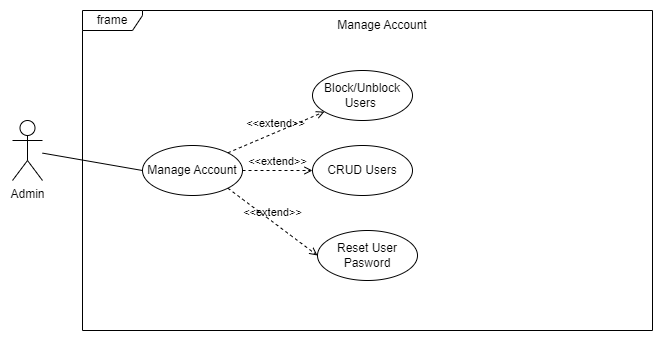 frame
Manage Account
Block/Unblock
Users
<<extend>>
Admin
Manage Account
<<extend>>
CRUD Users
<<extend>>
Reset User
Pasword